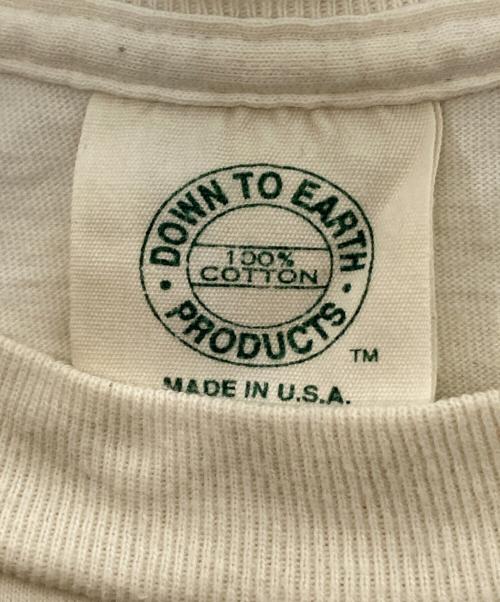 DOWN TO EARTH
100%
COTTON
• PRODUCTS •
TM
MADE IN U.S.A.